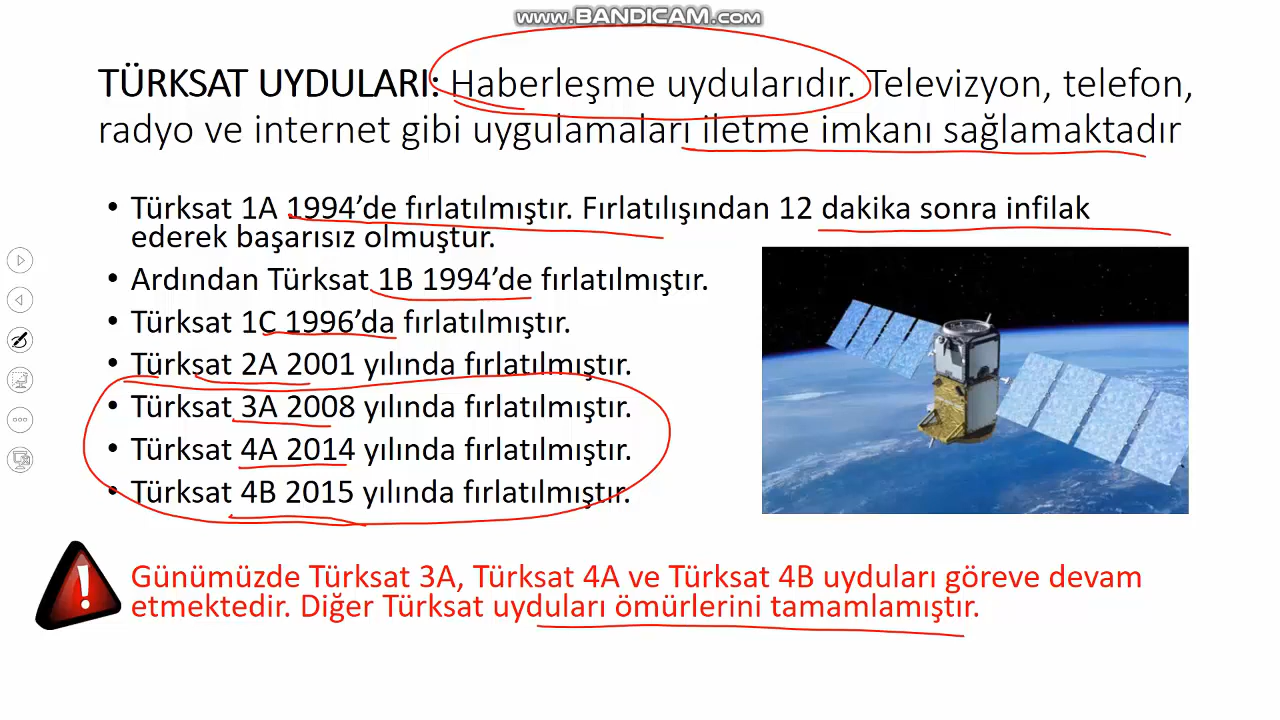 www.BANDICAM.com
TÜRKSAT UYDULARI: Haberleşme uydularıdır. Televizyon, telefon,
radyo ve internet gibi uygulamaları iletme imkanı sağlamaktadır
• Türksat 1A 1994’de fırlatılmıştır. Fırlatılışından 12 dakika sonra infilak
ederek başarısız olmuştur.
• Ardından Türksat 1B 1994’de fırlatılmıştır.
• Türksat 1C 1996’da fırlatılmıştır.
• Türksat 2A 2001 yılında fırlatılmıştır.
• Türksat 3A 2008 yılında fırlatılmıştır.
• Türksat 4A 2014 yılında fırlatılmıştır.
• Türksat 4B 2015 yılında fırlatılmıştır.
Günümüzde Türksat 3A, Türksat 4A ve Türksat 4B uyduları göreve devam
etmektedir. Diğer Türksat uyduları ömürlerini tamamlamıştır.